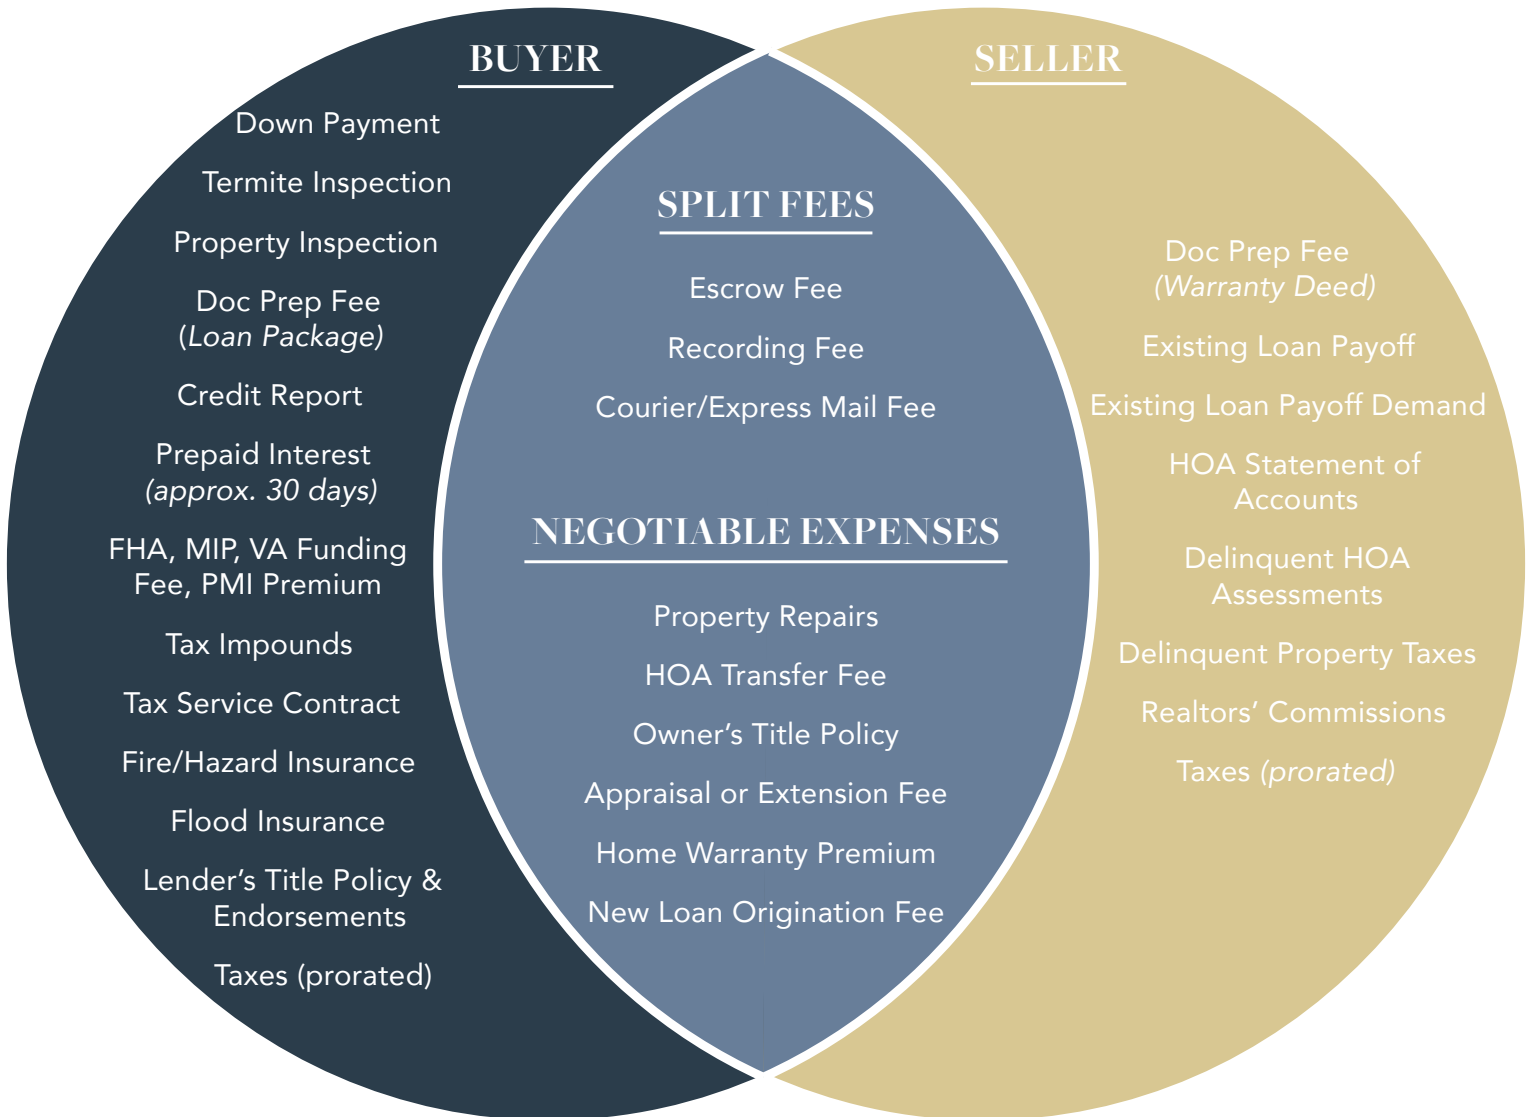 BUYER
Down Payment
Termite Inspection
Property Inspection
Doc Prep Fee
(Loan Package)
Credit Report
Prepaid Interest
(approx. 30 days)
FHA, MIP, VA Funding
Fee, PMI Premium
Tax Impounds
Tax Service Contract
Fire/Hazard Insurance
Flood Insurance
Lender’s Title Policy &
Endorsements
Taxes (prorated)
SPLIT FEES
Escrow Fee
Recording Fee
Courier/Express Mail Fee
NEGOTIABLE EXPENSES
Property Repairs
HOA Transfer Fee
Owner’s Title Policy
Appraisal or Extension Fee
Home Warranty Premium
New Loan Origination Fee
SELLER
Doc Prep Fee
(Warranty Deed)
Existing Loan Payoff
Existing Loan Payoff Demand
HOA Statement of
Accounts
Delinquent HOA
Assessments
Delinquent Property Taxes
Realtors’ Commissions
Taxes (prorated)